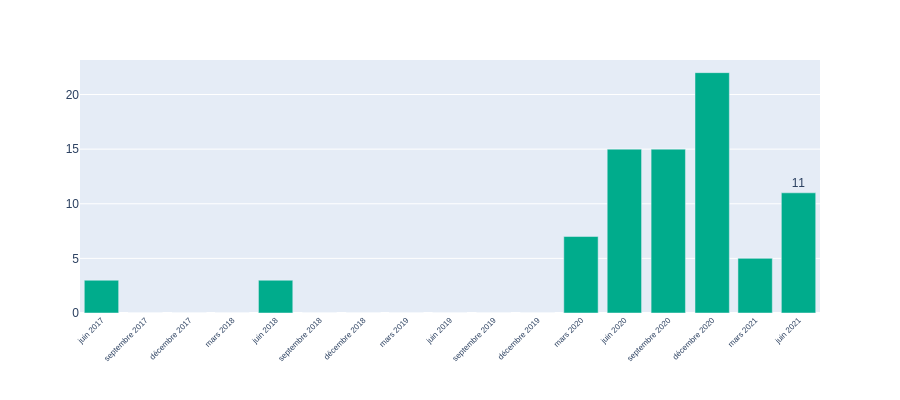 20
15
10
5
0
11
juin 2017
septembre 2017
décembre 2017
mars 2018
juin 2018
septembre 2018
décembre 2018
mars 2019
juin 2019
septembre 2019
décembre 2019
mars 2020
juin 2020
septembre 2020
décembre 2020
mars 2021
juin 2021